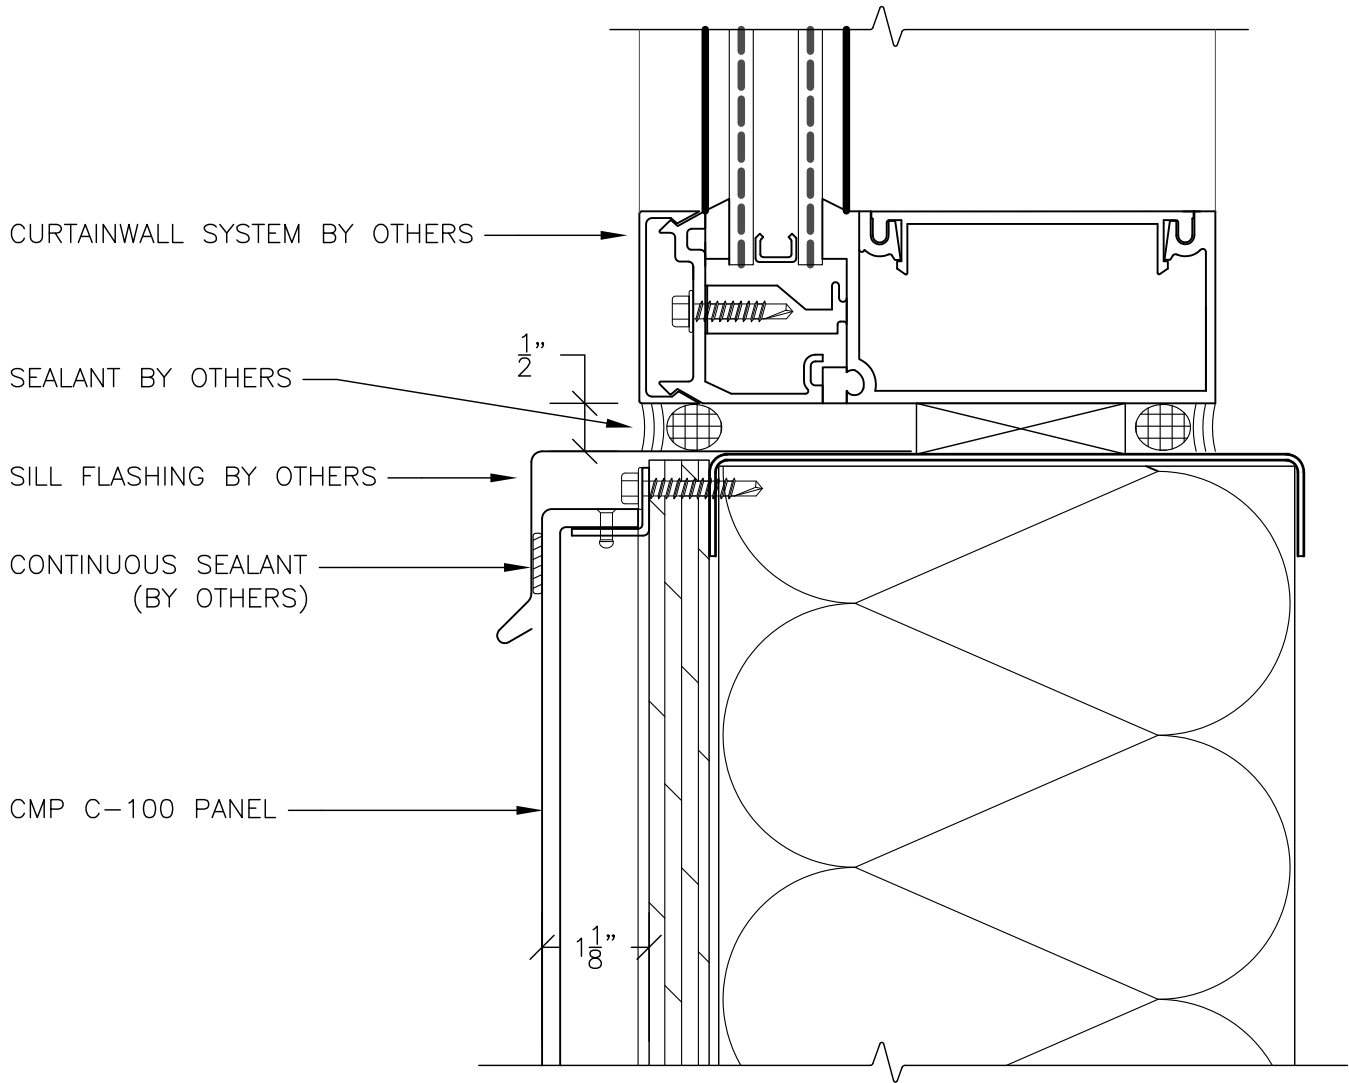 CURTAINWALL SYSTEM BY OTHERS
1/2"
SEALANT BY OTHERS
SILL FLASHING BY OTHERS
CONTINUOUS SEALANT
(BY OTHERS)
CMP C-100 PANEL
1 1/8"